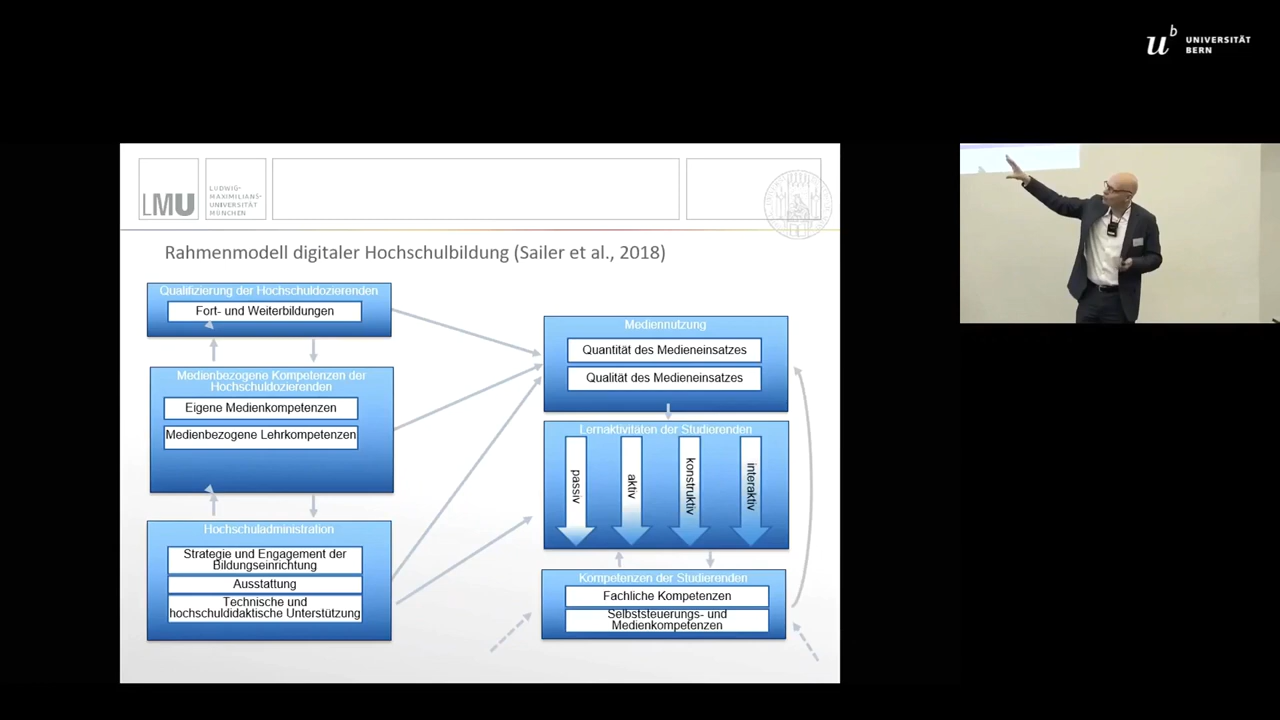 u
b
UNIVERSITÄT
BERN
LMU
LUDWIG-
MAXIMILIANS-
UNIVERSITÄT
MÜNCHEN
Rahmenmodell digitaler Hochschulbildung (Sailer et al., 2018)
Qualifizierung der Hochschuldozierenden
Fort- und Weiterbildungen
Medienbezogene Kompetenzen der
Hochschuldozierenden
Eigene Medienkompetenzen
Medienbezogene Lehrkompetenzen
Hochschuladministration
Strategie und Engagement der
Bildungseinrichtung
Ausstattung
Technische und
hochschuldidaktische Unterstützung
Mediennutzung
Quantität des Medieneinsatzes
Qualität des Medieneinsatzes
Lernaktivitäten der Studierenden
passiv
aktiv
konstruktiv
interaktiv
Kompetenzen der Studierenden
Fachliche Kompetenzen
Selbststeuerungs- und
Medienkompetenzen